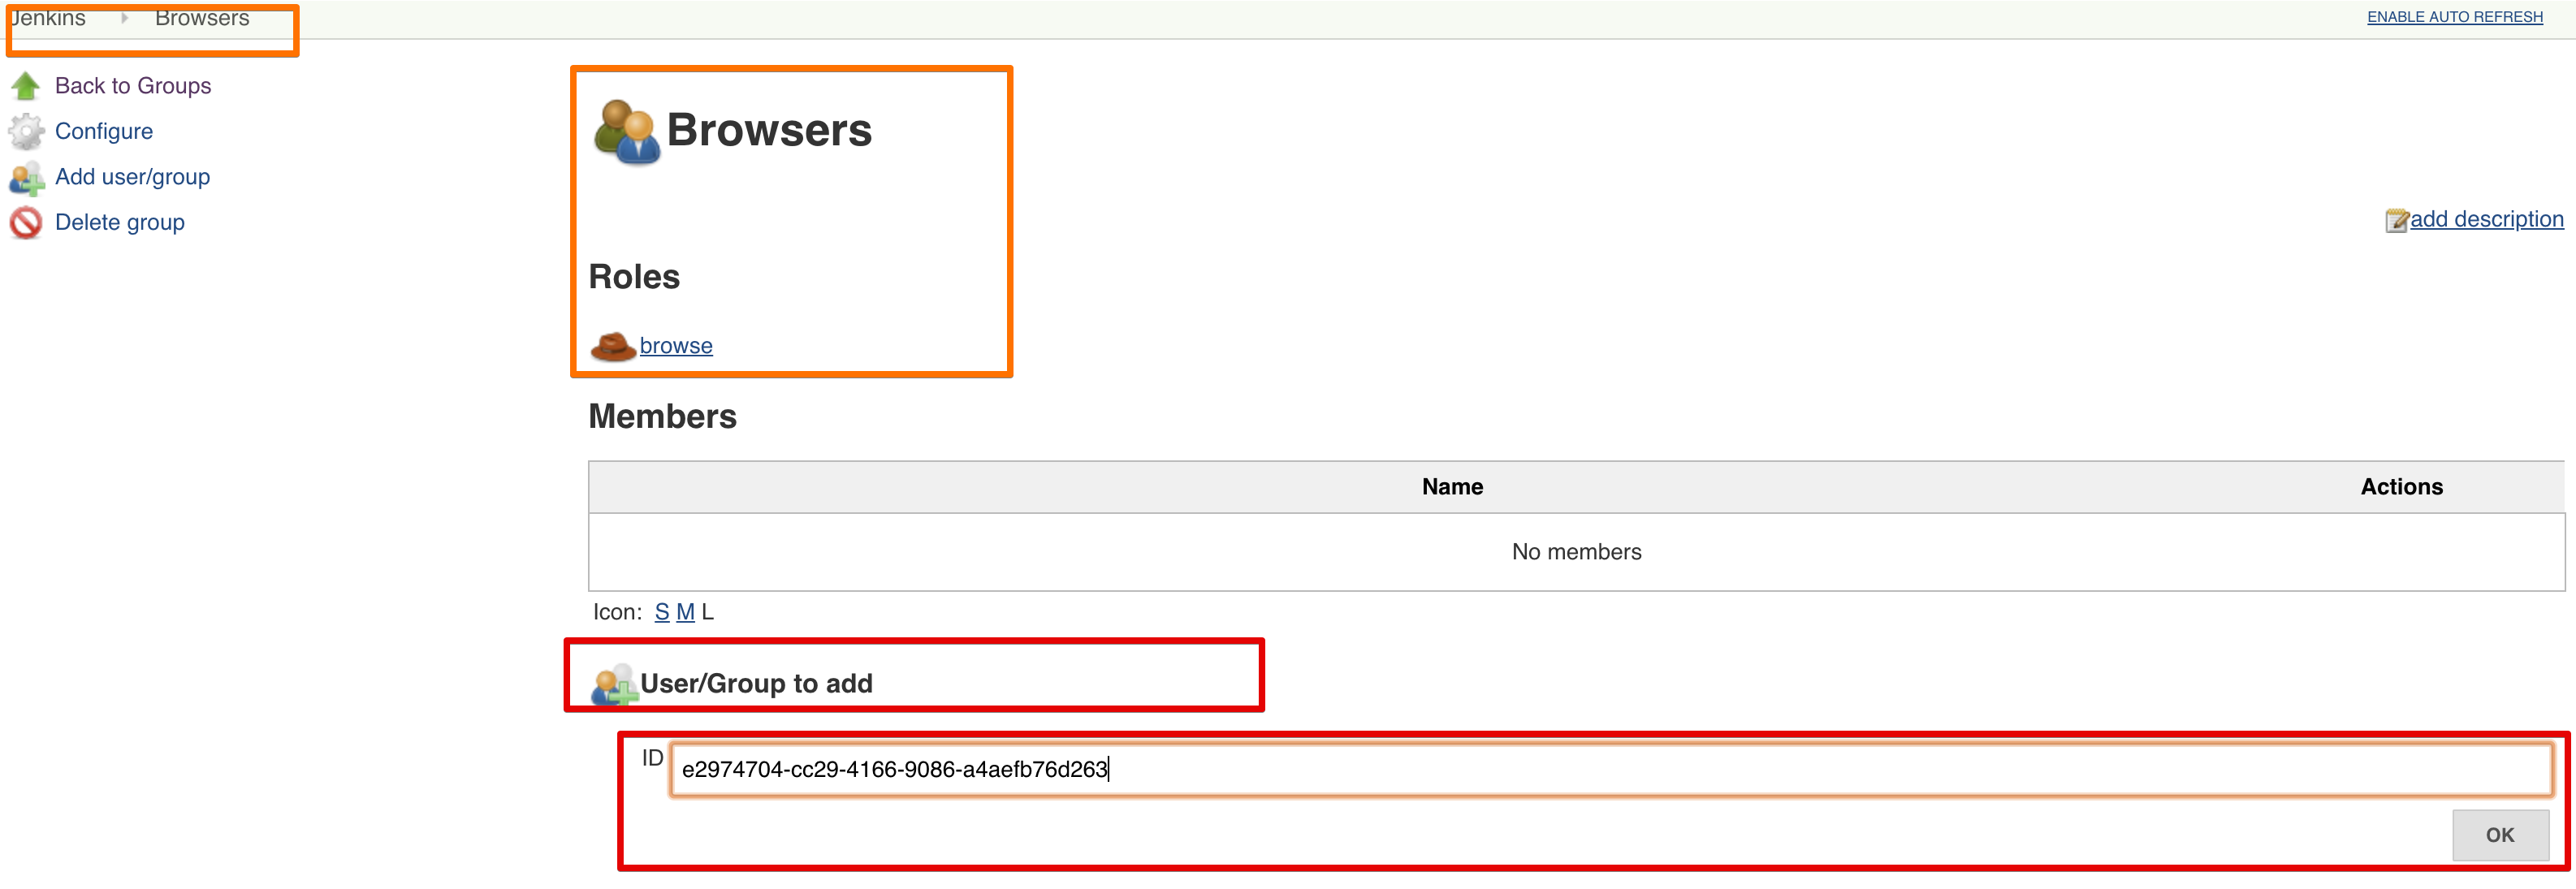 Jenkins Browsers
ENABLE AUTO REFRESH
Back to Groups
Configure
Add user/group
Delete group
Browsers
add description
Roles
browse
Members
Name Actions
No members
Icon: S M L
User/Group to add
ID e2974704-cc29-4166-9086-a4aefb76d263
OK